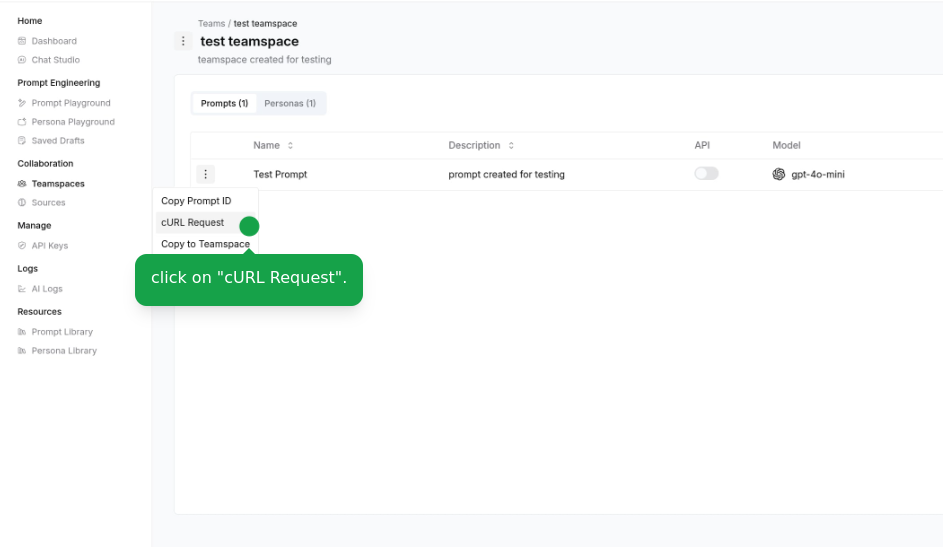 Home
Dashboard
Chat Studio
Prompt Engineering
Prompt Playground
Persona Playground
Saved Drafts
Collaboration
Teamspaces
Sources
Manage
API Keys
Logs
AI Logs
Resources
Prompt Library
Persona Library
Teams / test teamspace
test teamspace
teamspace created for testing
Prompts (1) Personas (1)
Name Description API Model
Test Prompt prompt created for testing gpt-4o-mini
Copy Prompt ID
cURL Request
Copy to Teamspace
click on "cURL Request".